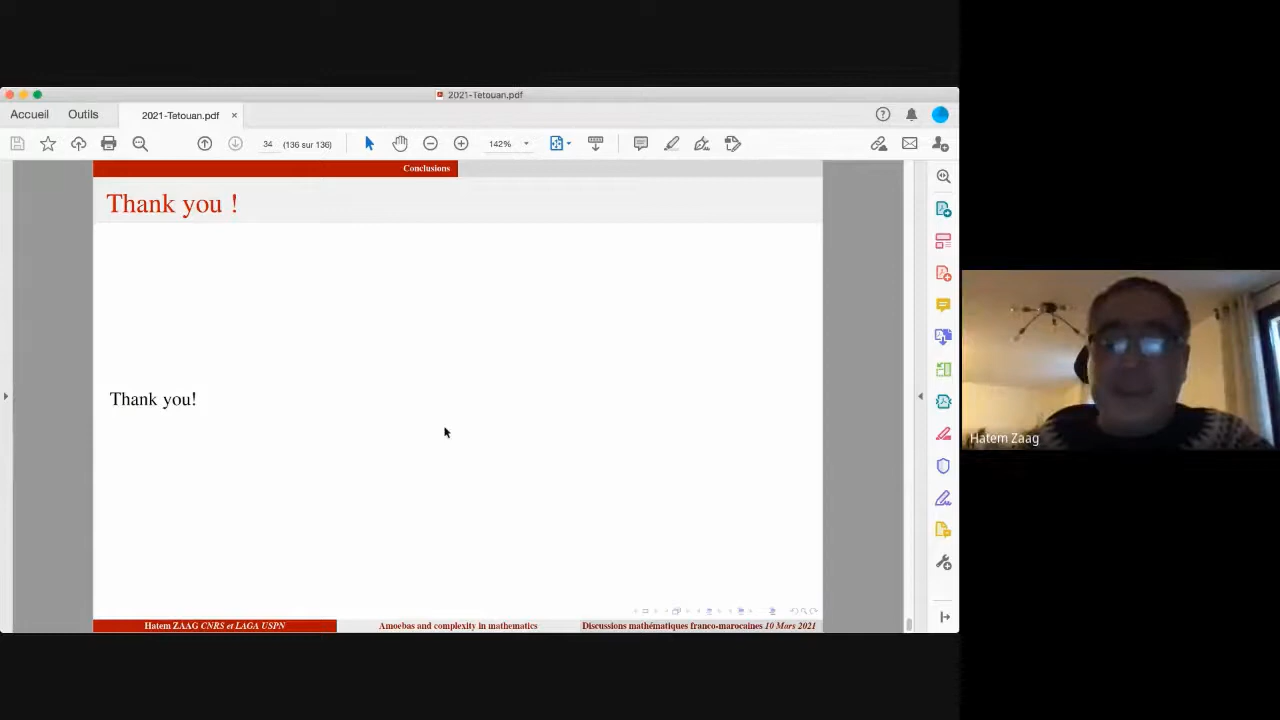 2021-Tetouan.pdf
Accueil Outils 2021-Tetouan.pdf ×
34 (136 sur 136) 142%
Conclusions
Thank you !
Thank you!
Hatem Zaag
Hatem ZAAG CNRS et LAGA USPN Amoebas and complexity in mathematics Discussions mathématiques franco-marocaines 10 Mars 2021